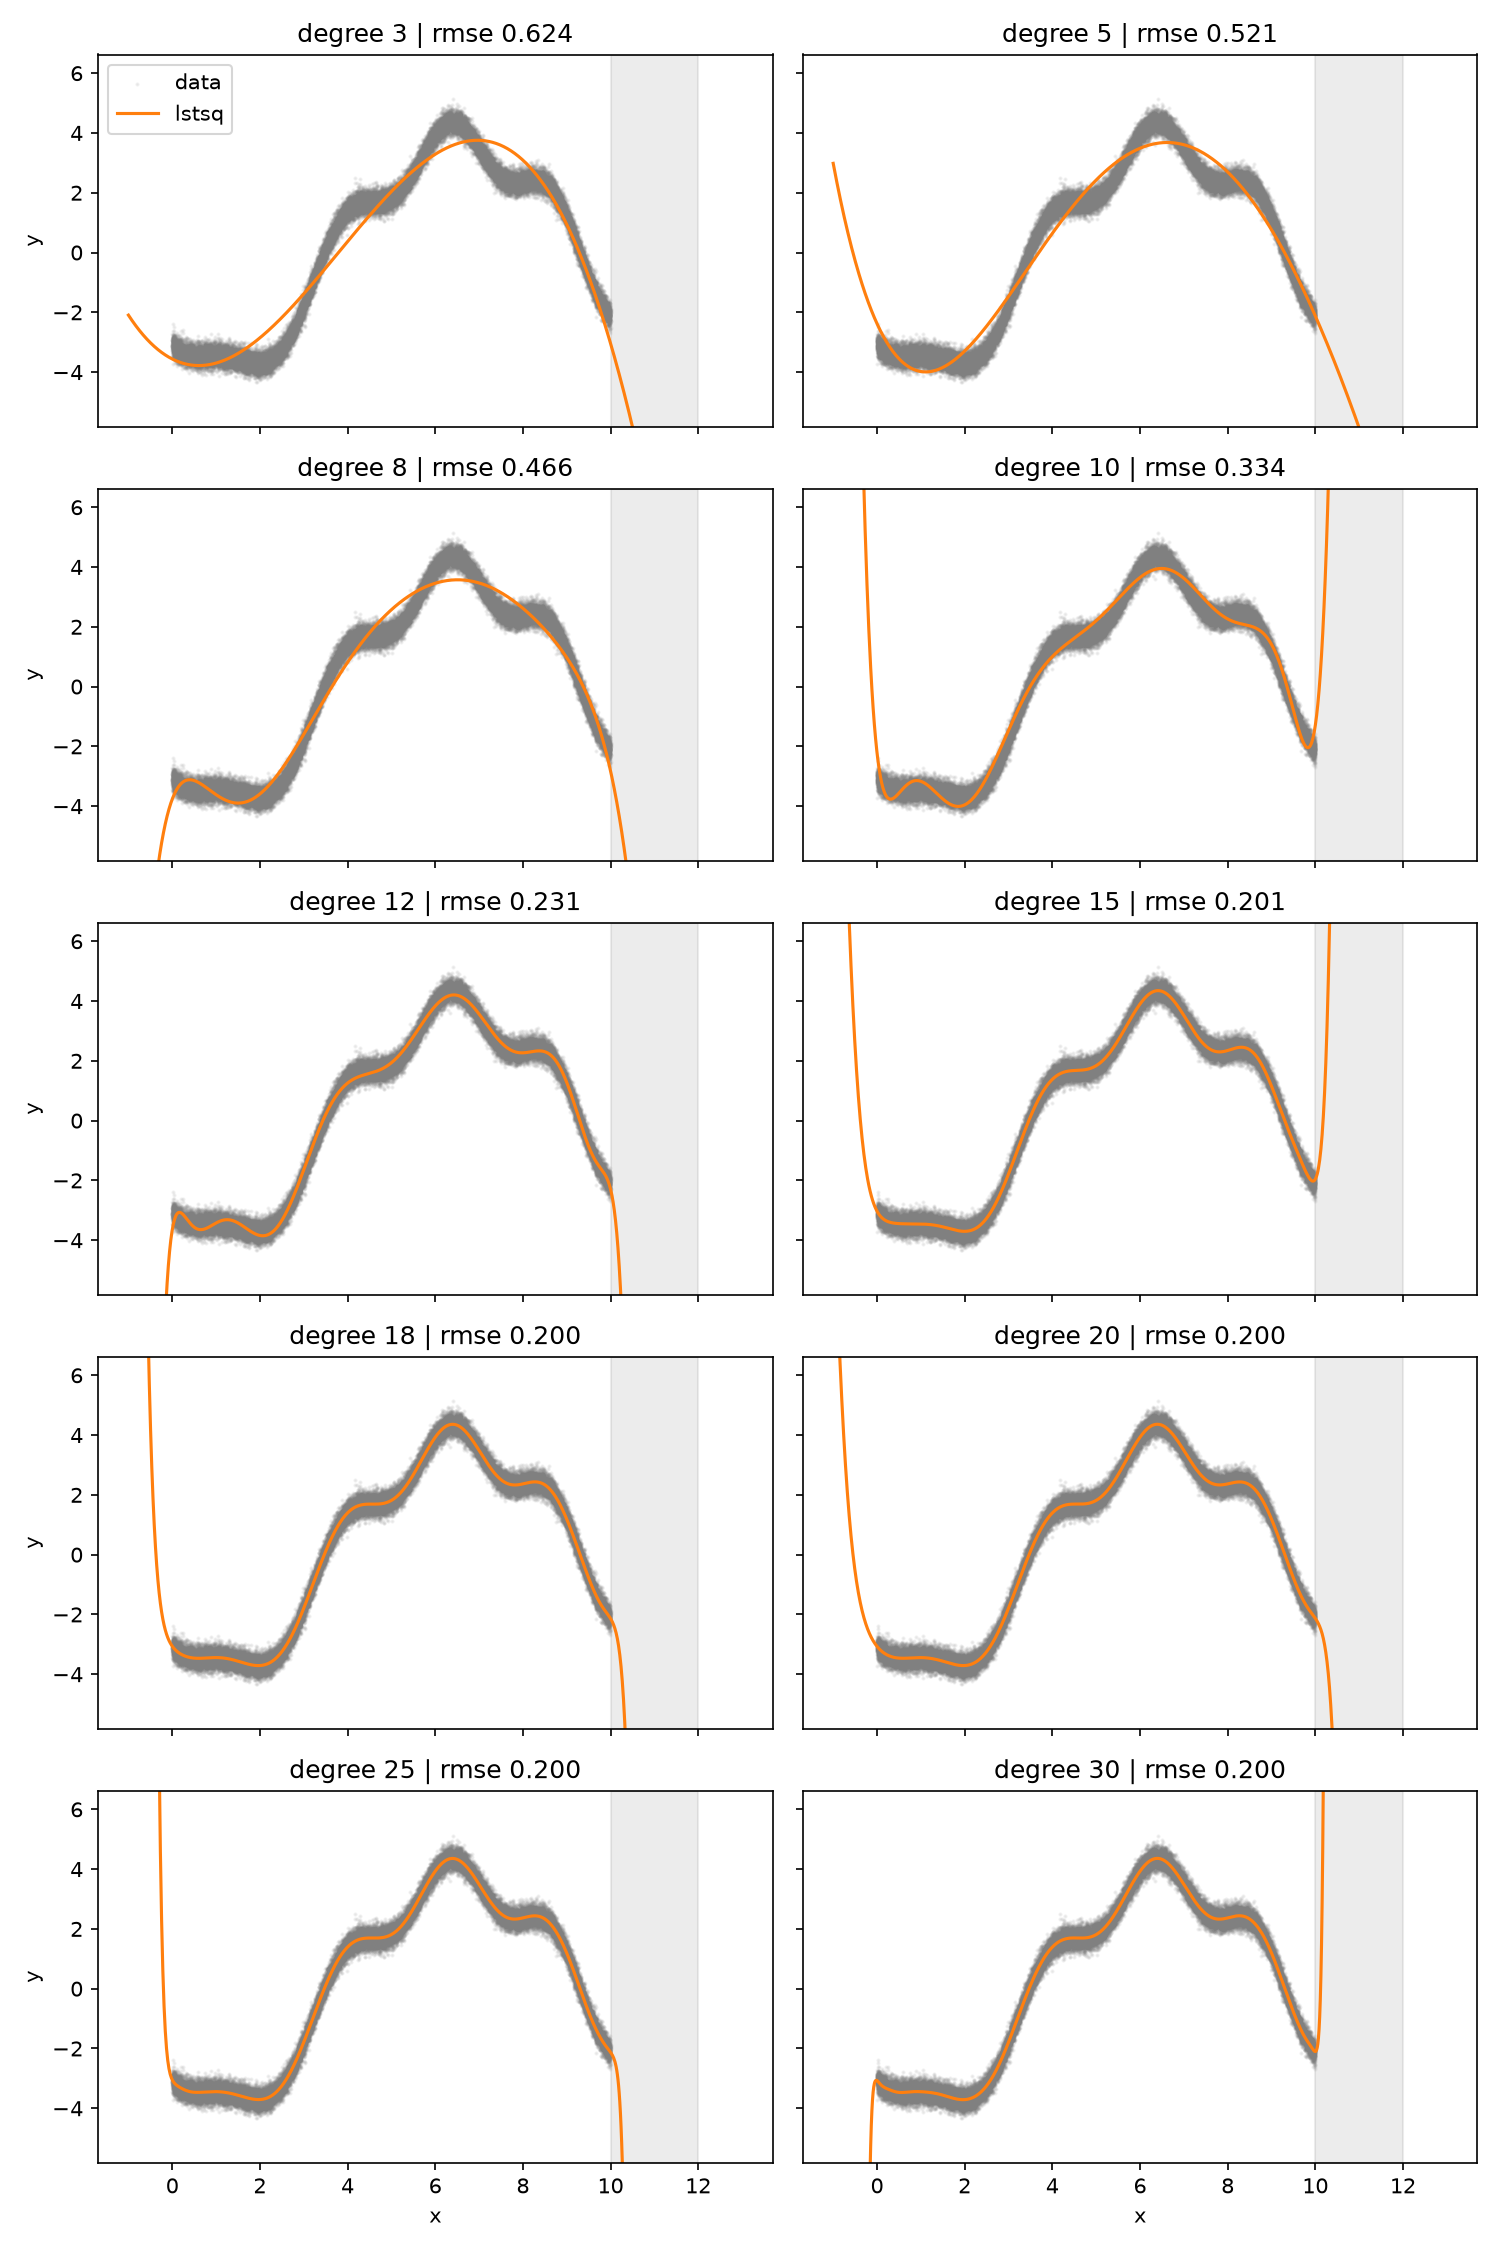 degree 3 | rmse 0.624
degree 5 | rmse 0.521
data
lstsq
6
4
2
0
−2
−4
y
degree 8 | rmse 0.466
degree 10 | rmse 0.334
6
4
2
0
−2
−4
y
degree 12 | rmse 0.231
degree 15 | rmse 0.201
6
4
2
0
−2
−4
y
degree 18 | rmse 0.200
degree 20 | rmse 0.200
6
4
2
0
−2
−4
y
degree 25 | rmse 0.200
degree 30 | rmse 0.200
6
4
2
0
−2
−4
y
0 2 4 6 8 10 12
0 2 4 6 8 10 12
x
x